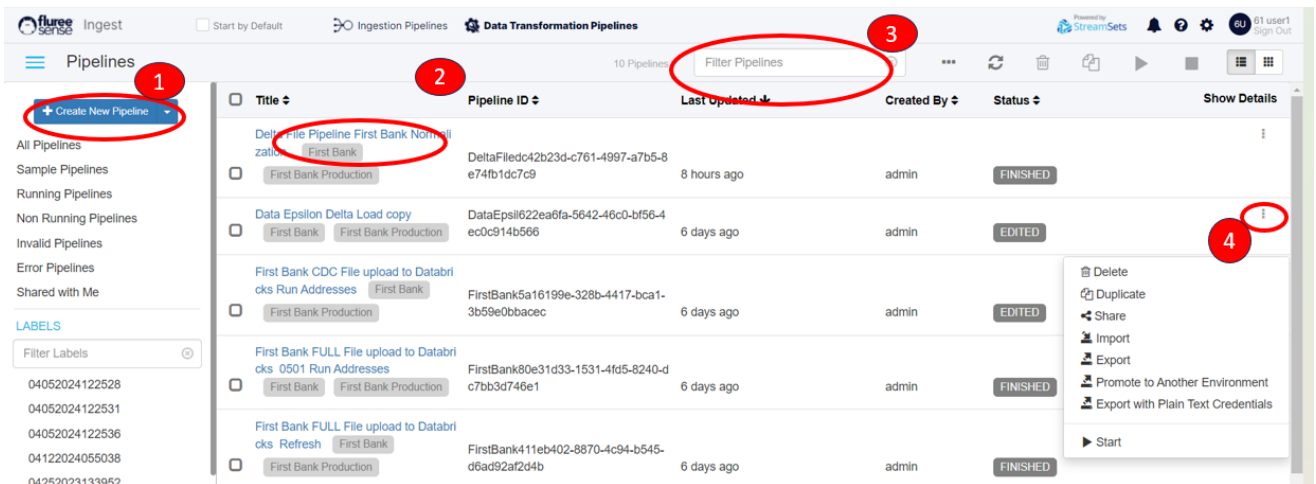 fluree
sense
Ingest
Start by Default
Ingestion Pipelines
Data Transformation Pipelines
Powered by
StreamSets
6U
61 user1
Sign Out
3
Pipelines
10 Pipelines
Filter Pipelines
1
2
+ Create New Pipeline
All Pipelines
Sample Pipelines
Running Pipelines
Non Running Pipelines
Invalid Pipelines
Error Pipelines
Shared with Me
LABELS
Filter Labels
04052024122528
04052024122531
04052024122536
04122024055038
04252023133952
Title
Pipeline ID
Last Updated
Created By
Status
Show Details
Delta File Pipeline First Bank Normali
zation First Bank
First Bank Production
DeltaFiledc42b23d-c761-4997-a7b5-8
e74fb1dc7c9
8 hours ago
admin
FINISHED
Data Epsilon Delta Load copy
First Bank First Bank Production
DataEpsil622ea6fa-5642-46c0-bf56-4
ec0c914b566
6 days ago
admin
EDITED
4
First Bank CDC File upload to Databri
cks Run Addresses First Bank
First Bank Production
FirstBank5a16199e-328b-4417-bca1-
3b59e0bbacec
6 days ago
admin
EDITED
First Bank FULL File upload to Databri
cks 0501 Run Addresses
First Bank First Bank Production
FirstBank80e31d33-1531-4fd5-8240-d
c7bb3d746e1
6 days ago
admin
FINISHED
First Bank FULL File upload to Databri
cks Refresh First Bank
First Bank Production
FirstBank411eb402-8870-4c94-b545-
d6ad92af2d4b
6 days ago
admin
FINISHED
Delete
Duplicate
Share
Import
Export
Promote to Another Environment
Export with Plain Text Credentials
Start